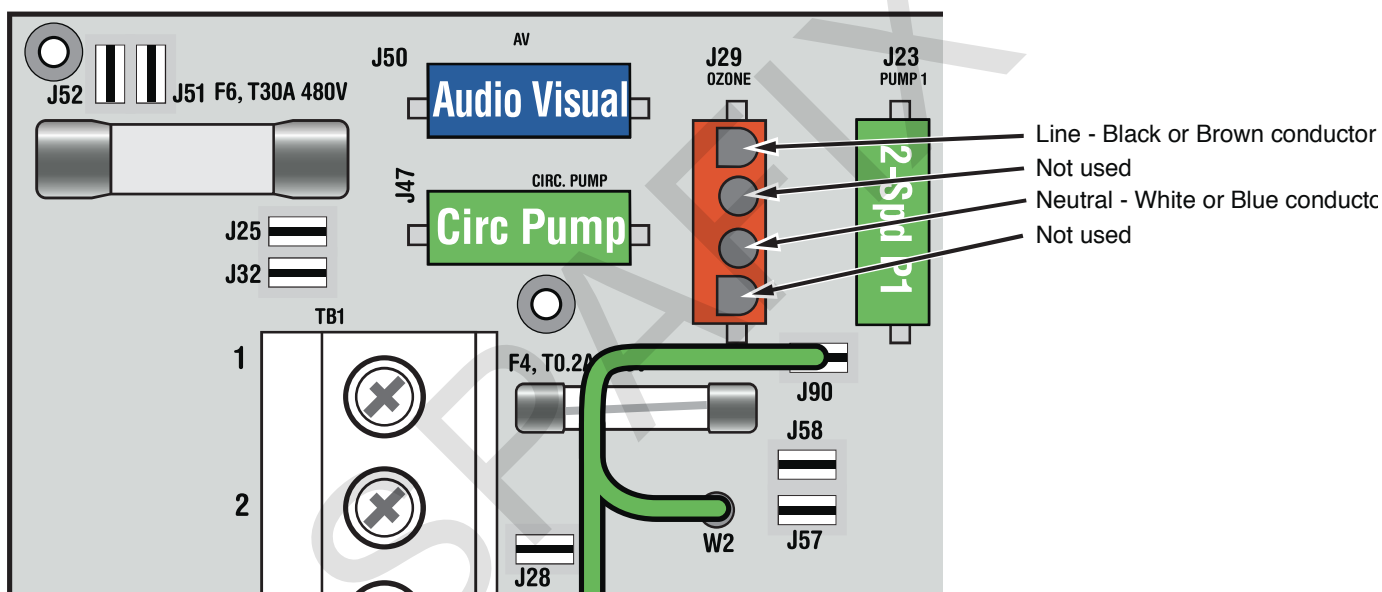 AV
J50
J29
OZONE
J23
PUMP 1
J52
J51
F6, T30A 480V
Audio Visual
Line - Black or Brown conductor
Not used
Neutral - White or Blue
Not used
J47
CIRC. PUMP
Circ Pump
2-Spd P1
J25
J32
TB1
1
F4, T0.2A
J90
J58
2
W2
J57
J28
SPAFIX